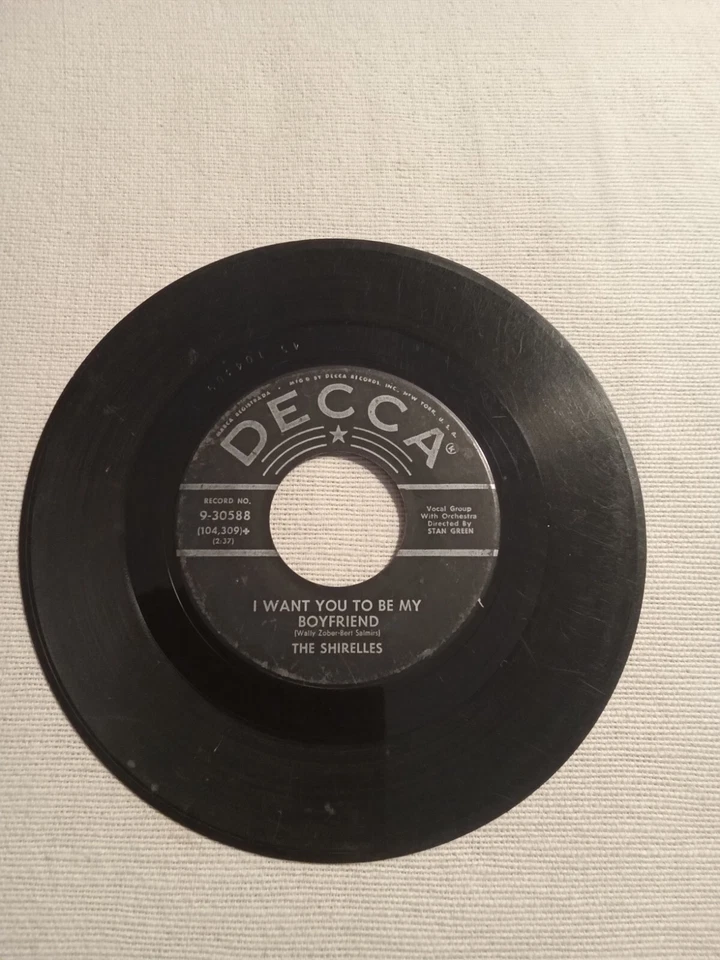 MARCA REGISTRADA • MFG'D BY DECCA RECORDS, INC., NEW YORK, U.S.A.
DECCA®
RECORD NO.
9-30588
(104,309)✤
(2:37)
Vocal Group
With Orchestra
Directed By
STAN GREEN
I WANT YOU TO BE MY
BOYFRIEND
(Wally Zober-Bert Salmirs)
THE SHIRELLES